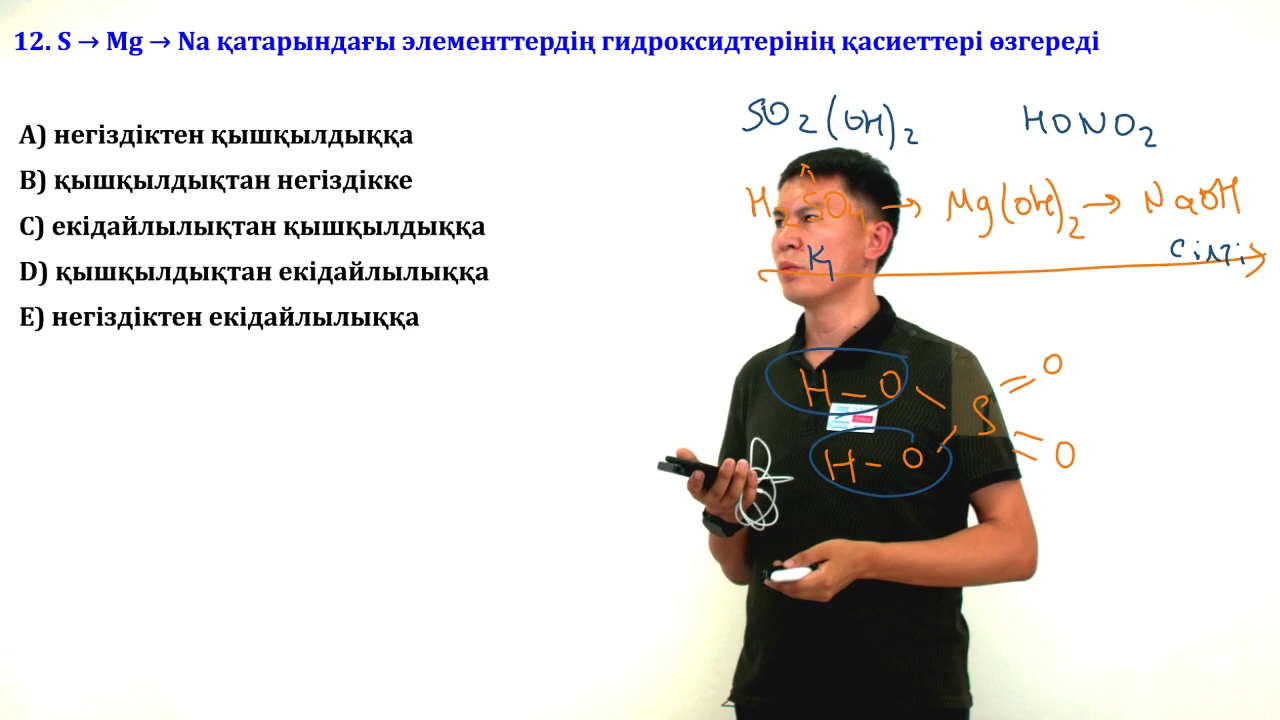 12. S → Mg → Na қатарындағы элементтердің гидроксидтерінің қасиеттері өзгереді
A) негіздіктен қышқылдыққа
B) қышқылдықтан негіздікке
C) екідайлылықтан қышқылдыққа
D) қышқылдықтан екідайлылыққа
E) негіздіктен екідайлылыққа
SO2(OH)2 HONO2
H2SO4 → Mg(OH)2 → NaOH
сілті
H – O S = O
H – O = O